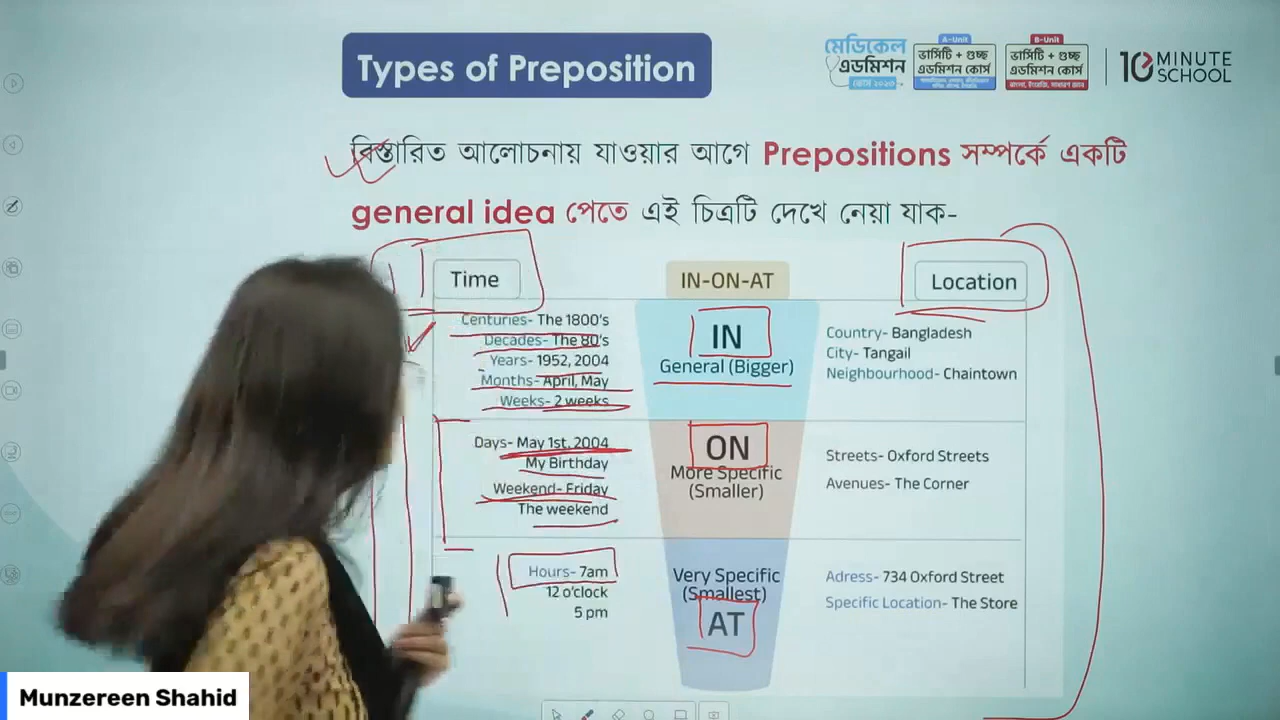 Types of Preposition
মেডিকেল
এডমিশন
কোর্স ২০২৩
A-Unit
ভার্সিটি + গুচ্ছ
এডমিশন কোর্স
B-Unit
ভার্সিটি + গুচ্ছ
এডমিশন কোর্স
10 MINUTE
SCHOOL
বিস্তারিত আলোচনায় যাওয়ার আগে Prepositions সম্পর্কে একটি
general idea পেতে এই চিত্রটি দেখে নেয়া যাক-
Time
IN-ON-AT
Location
Centuries- The 1800's
Decades- The 80's
Years- 1952, 2004
Months- April, May
Weeks- 2 weeks
IN
General (Bigger)
Country- Bangladesh
City- Tangail
Neighbourhood- Chaintown
Days- May 1st, 2004
My Birthday
Weekend- Friday
The weekend
ON
More Specific
(Smaller)
Streets- Oxford Streets
Avenues- The Corner
Hours- 7am
12 o'clock
5 pm
Very Specific
(Smallest)
AT
Adress- 734 Oxford Street
Specific Location- The Store
Munzereen Shahid